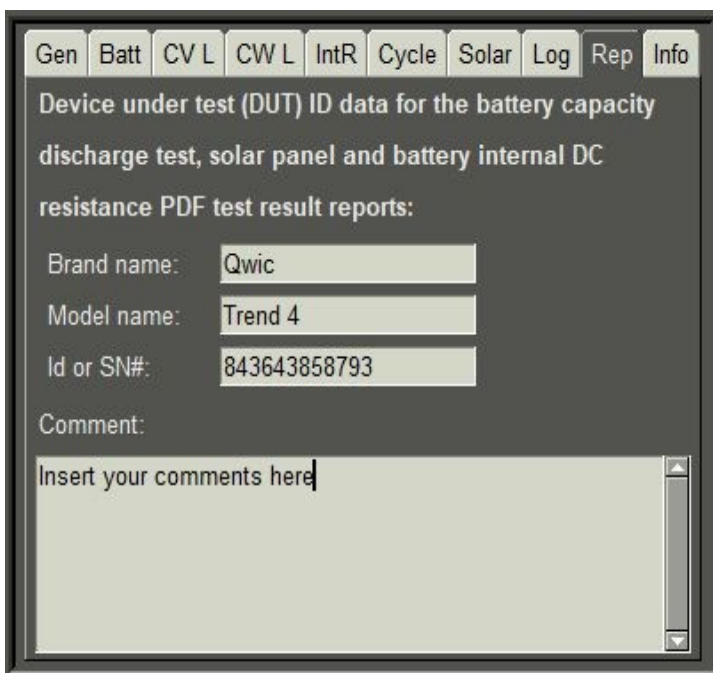 Gen Batt CV L CW L IntR Cycle Solar Log Rep Info
Device under test (DUT) ID data for the battery capacity
discharge test, solar panel and battery internal DC
resistance PDF test result reports:
Brand name: Qwic
Model name: Trend 4
Id or SN#: 843643858793
Comment:
Insert your comments here